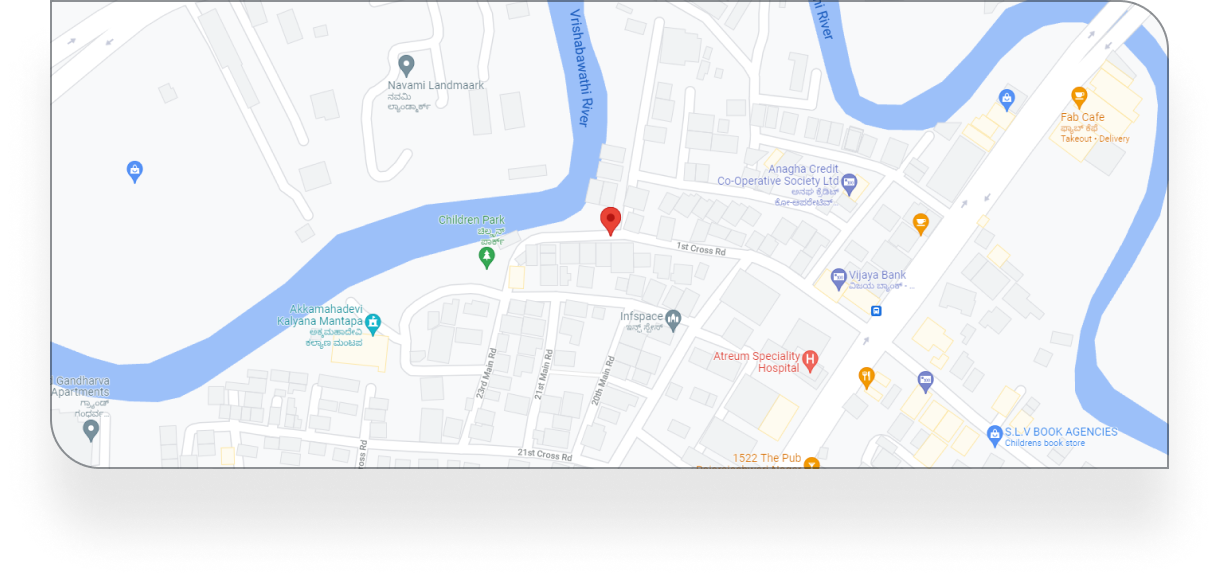 Vrishabawathi River
hi River
Navami Landmaark
ನವಮಿ
ಲ್ಯಾಂಡ್ಮಾರ್ಕ್
Fab Cafe
ಫ್ಯಾಬ್ ಕೆಫೆ
Takeout • Delivery
Anagha Credit
Co-Operative Society Ltd
ಅನಘ ಕ್ರೆಡಿಟ್
ಕೋ-ಆಪರೇಟಿವ್...
Children Park
ಚಿಲ್ಡ್ರನ್
ಪಾರ್ಕ್
1st Cross Rd
Vijaya Bank
ವಿಜಯ ಬ್ಯಾಂಕ್ - ...
Akkamahadevi
Kalyana Mantapa
ಅಕ್ಕಮಹಾದೇವಿ
ಕಲ್ಯಾಣ ಮಂಟಪ
Infspace
ಇನ್ಫ್ ಸ್ಪೇಸ್
Atreum Speciality
Hospital
23rd Main Rd
21st Main Rd
20th Main Rd
Gandharva
Apartments
ಗ್ರ್ಯಾಂಡ್
ಗಂಧರ್ವ...
S.L.V BOOK AGENCIES
Childrens book store
21st Cross Rd
ross Rd
1522 The Pub